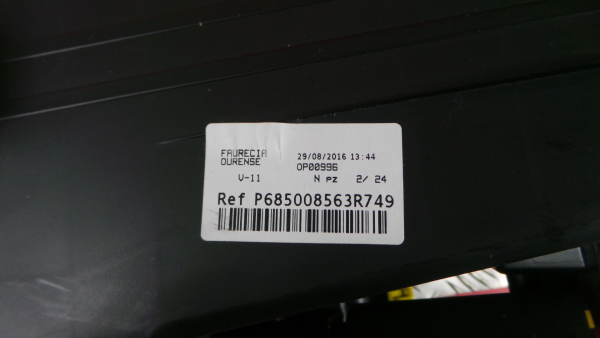 FAURECIA 29/08/2016 13:44
OURENSE OP00996
V-11 N PZ 2/ 24
Ref P685008563R749